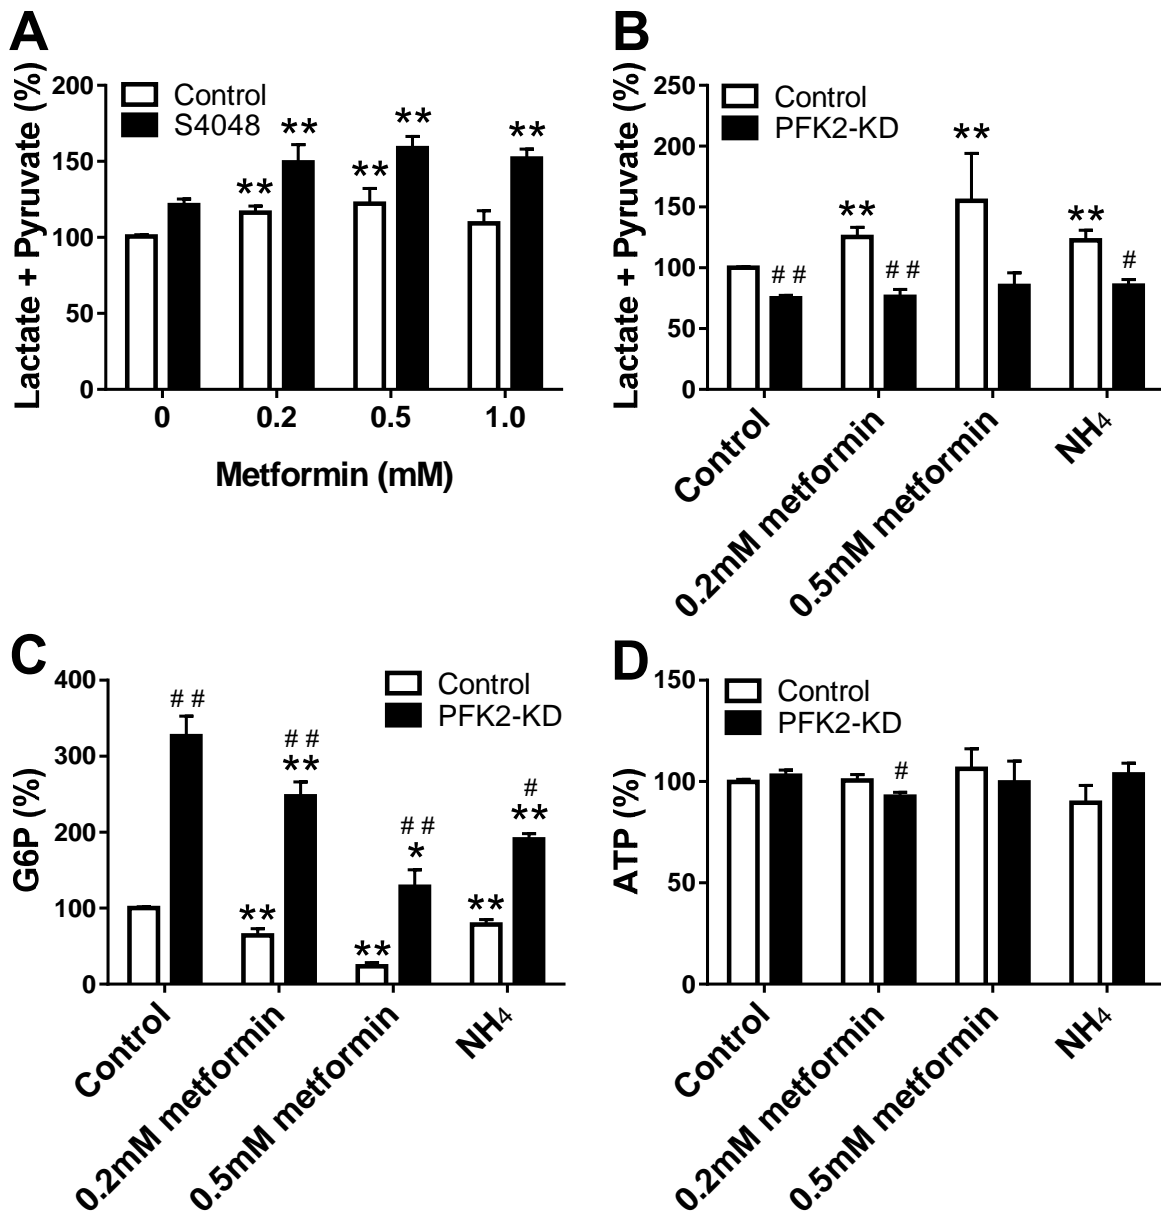 A
Lactate + Pyruvate (%)
200
150
100
50
0
Control
S4048
**
**
**
**
**
0
0.2
0.5
1.0
Metformin (mM)
B
Lactate + Pyruvate (%)
250
200
150
100
50
0
Control
PFK2-KD
##
**
##
**
**
#
Control
0.2mM metformin
0.5mM metformin
NH4
C
G6P (%)
400
300
200
100
0
Control
PFK2-KD
##
**
##
**
**
##
*
**
#
**
Control
0.2mM metformin
0.5mM metformin
NH4
D
ATP (%)
150
100
50
0
Control
PFK2-KD
#
Control
0.2mM metformin
0.5mM metformin
NH4